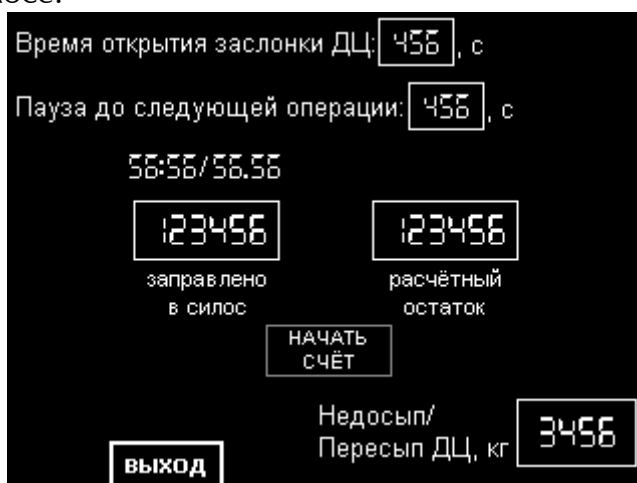 Время открытия заслонки ДЦ: 456, с
Пауза до следующей операции: 456, с
56:56/56.56
123456 123456
заправлено расчётный
в силос остаток
НАЧАТЬ
СЧЁТ
Недосып/
Пересып ДЦ, кг 3456
выход